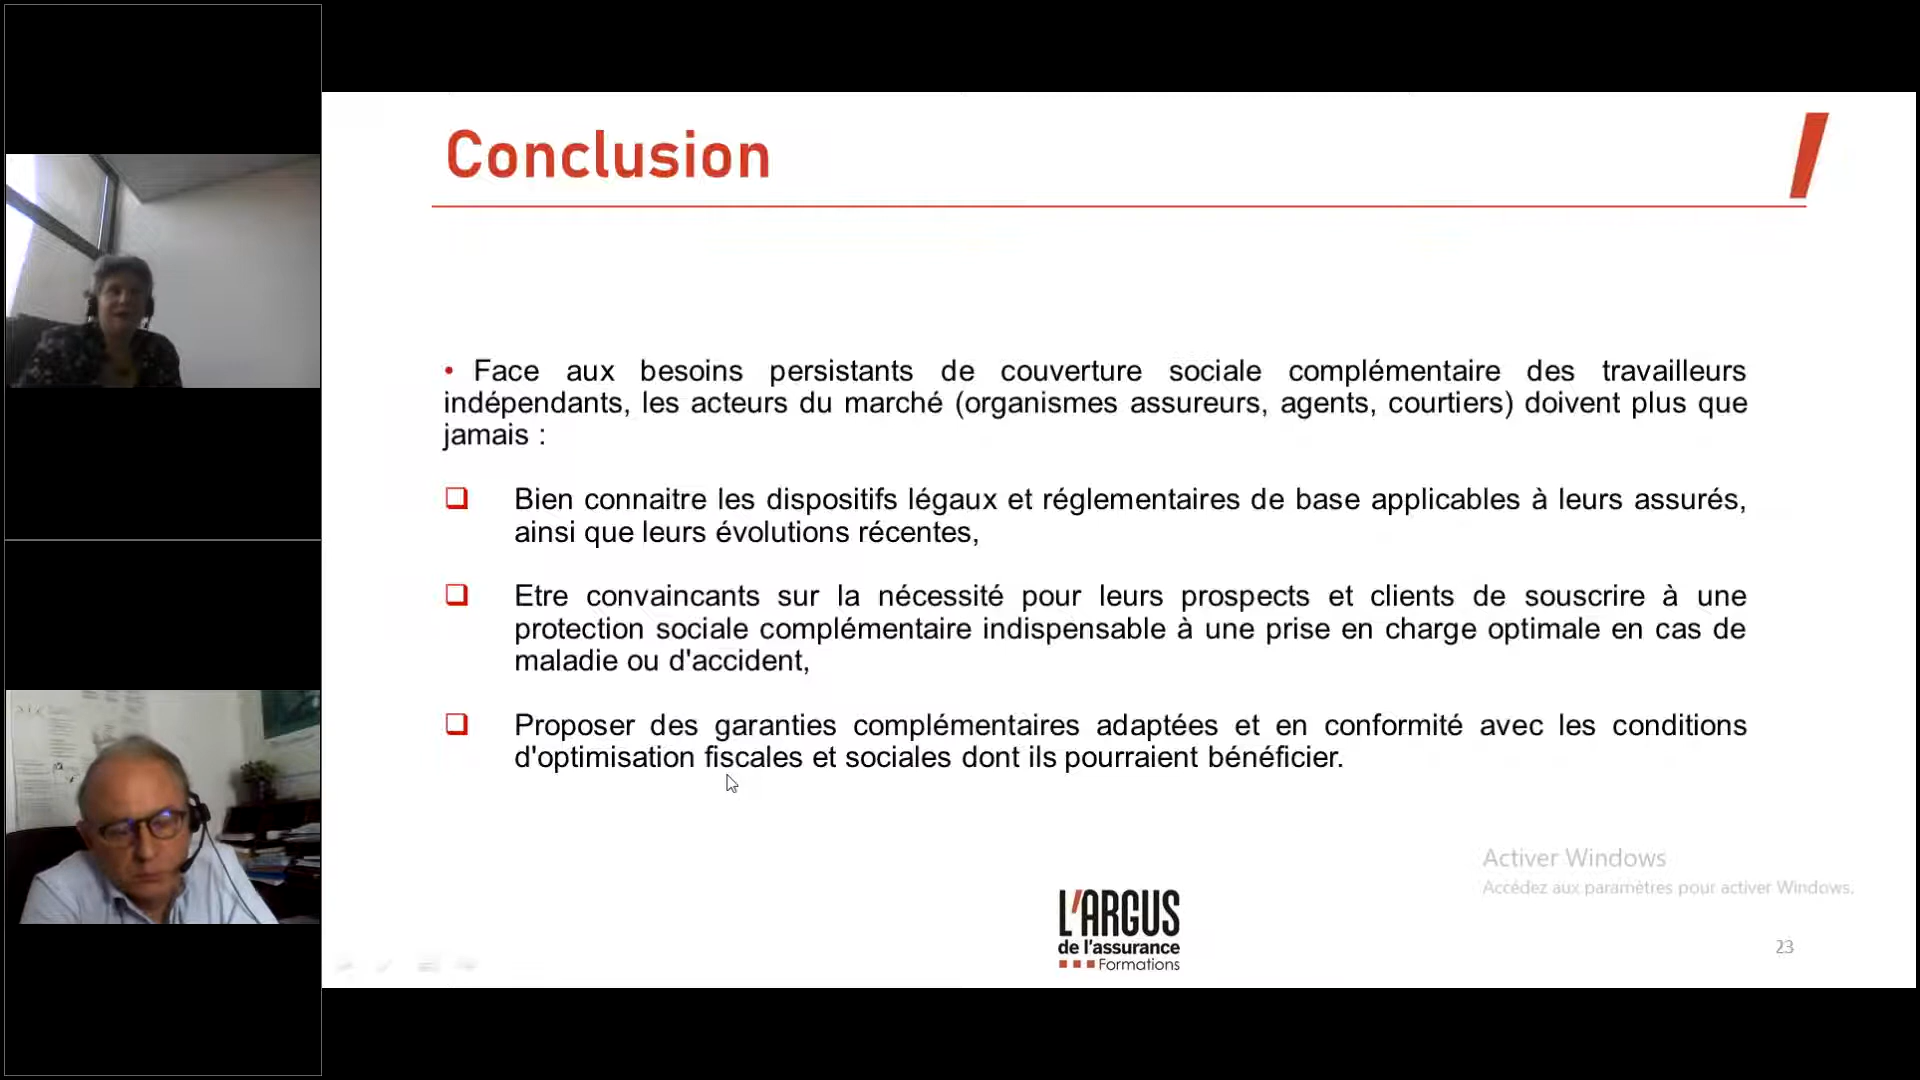 Conclusion
• Face aux besoins persistants de couverture sociale complémentaire des travailleurs
indépendants, les acteurs du marché (organismes assureurs, agents, courtiers) doivent plus que
jamais :
❑ Bien connaitre les dispositifs légaux et réglementaires de base applicables à leurs assurés,
ainsi que leurs évolutions récentes,
❑ Etre convaincants sur la nécessité pour leurs prospects et clients de souscrire à une
protection sociale complémentaire indispensable à une prise en charge optimale en cas de
maladie ou d'accident,
❑ Proposer des garanties complémentaires adaptées et en conformité avec les conditions
d'optimisation fiscales et sociales dont ils pourraient bénéficier.
Activer Windows
Accédez aux paramètres pour activer Windows.
L'ARGUS
de l'assurance
Formations
23